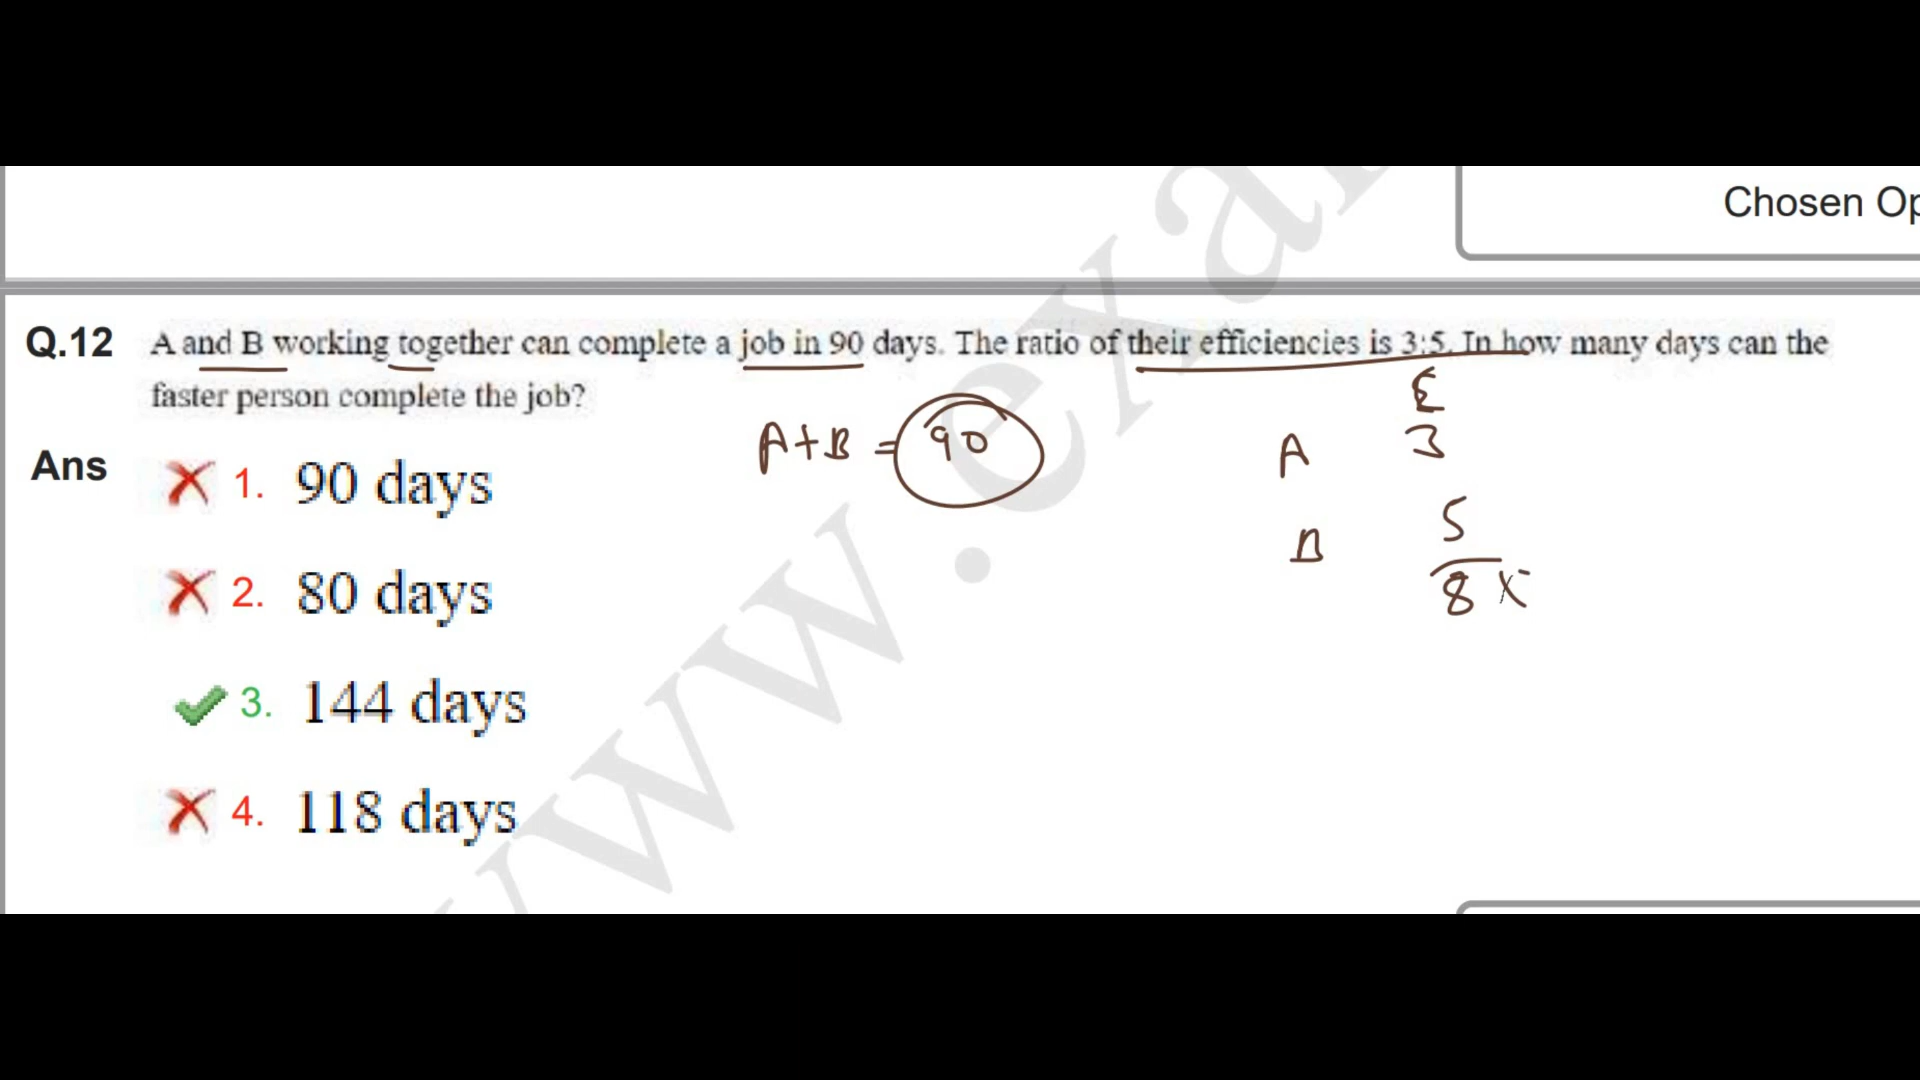 Chosen Op
Q.12 A and B working together can complete a job in 90 days. The ratio of their efficiencies is 3:5. In how many days can the
faster person complete the job?
A+B = 90
E
A 3
B 5
8 x
Ans
1. 90 days
2. 80 days
3. 144 days
4. 118 days
www.exa